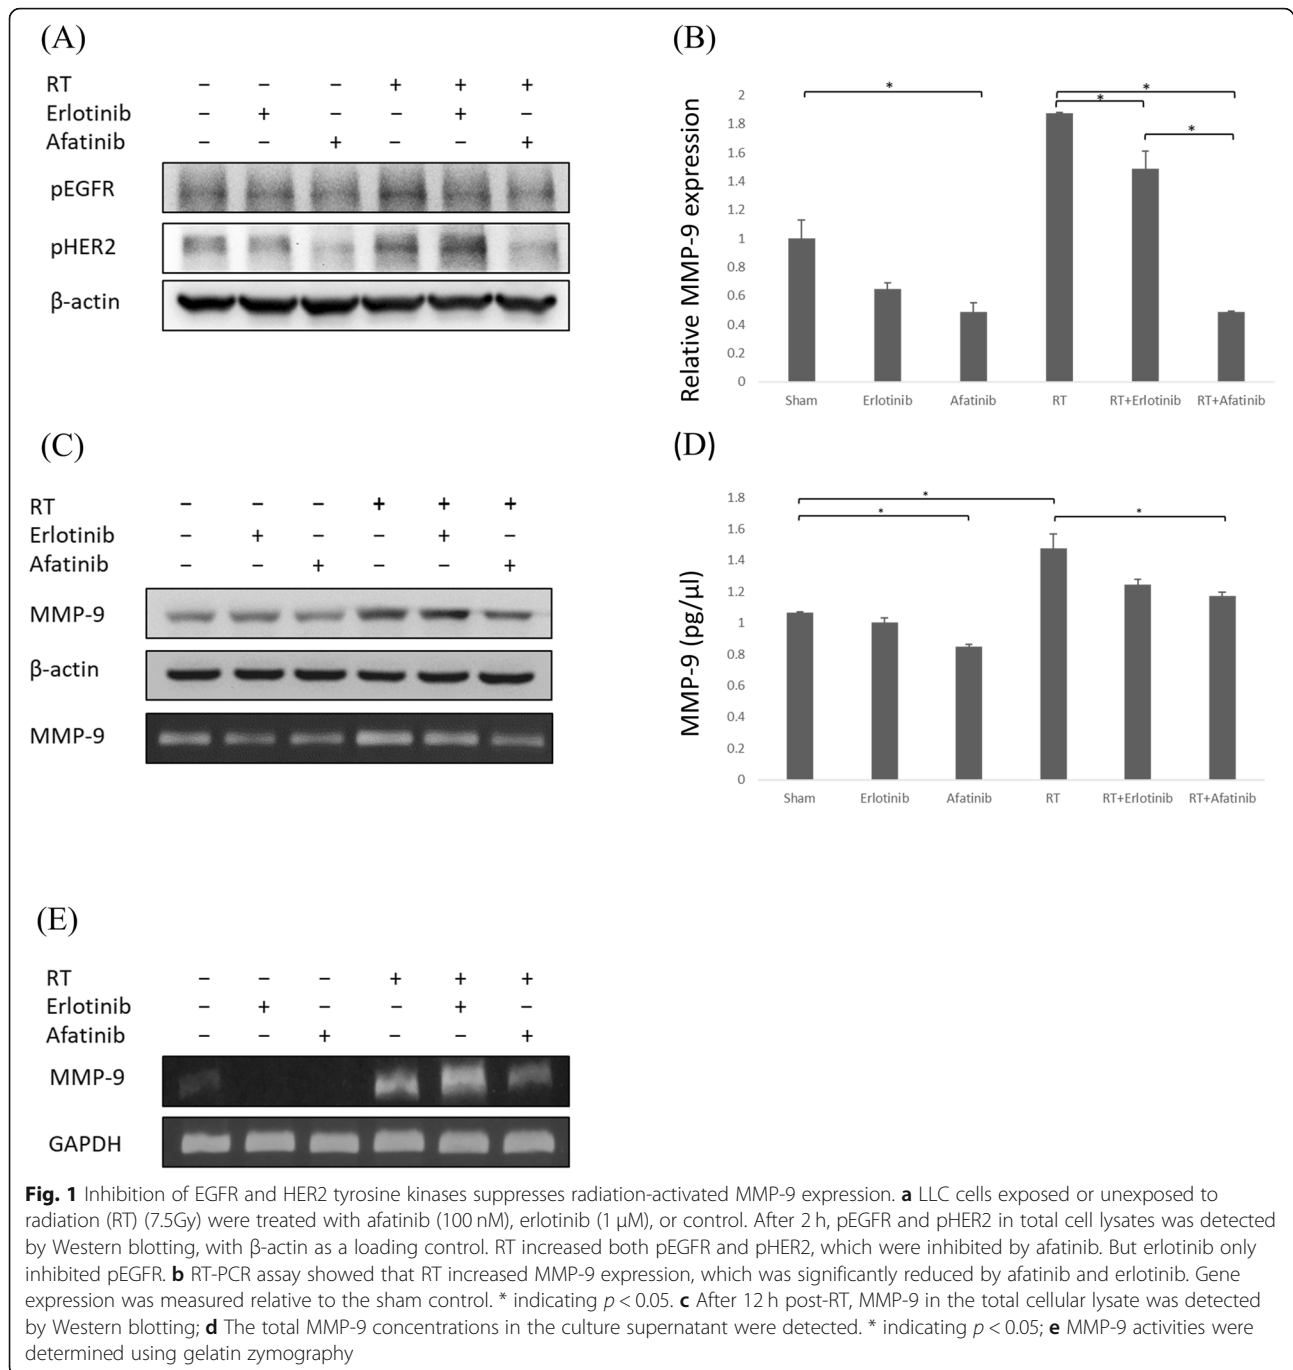 (A)
RT – – – + + +
Erlotinib – + – – + –
Afatinib – – + – – +
pEGFR
pHER2
β-actin
(B)
Relative MMP-9 expression
2
1.8
1.6
1.4
1.2
1
0.8
0.6
0.4
0.2
0
* * * *
Sham Erlotinib Afatinib RT RT+Erlotinib RT+Afatinib
(C)
RT – – – + + +
Erlotinib – + – – + –
Afatinib – – + – – +
MMP-9
β-actin
MMP-9
(D)
MMP-9 (pg/µl)
1.8
1.6
1.4
1.2
1
0.8
0.6
0.4
0.2
0
* * *
Sham Erlotinib Afatinib RT RT+Erlotinib RT+Afatinib
(E)
RT – – – + + +
Erlotinib – + – – + –
Afatinib – – + – – +
MMP-9
GAPDH
Fig. 1 Inhibition of EGFR and HER2 tyrosine kinases suppresses radiation-activated MMP-9 expression. a LLC cells exposed or unexposed to
radiation (RT) (7.5Gy) were treated with afatinib (100 nM), erlotinib (1 μM), or control. After 2 h, pEGFR and pHER2 in total cell lysates was detected
by Western blotting, with β-actin as a loading control. RT increased both pEGFR and pHER2, which were inhibited by afatinib. But erlotinib only
inhibited pEGFR. b RT-PCR assay showed that RT increased MMP-9 expression, which was significantly reduced by afatinib and erlotinib. Gene
expression was measured relative to the sham control. * indicating p < 0.05. c After 12 h post-RT, MMP-9 in the total cellular lysate was detected
by Western blotting; d The total MMP-9 concentrations in the culture supernatant were detected. * indicating p < 0.05; e MMP-9 activities were
determined using gelatin zymography